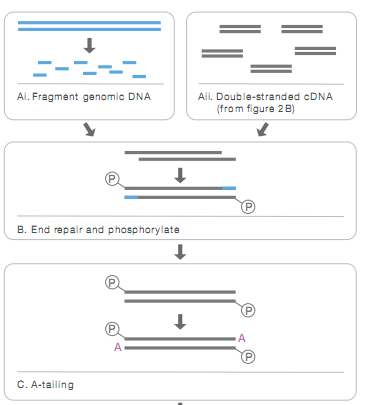 Ai. Fragment genomic DNA
Aii. Double-stranded cDNA
(from figure 2B)
P
P
B. End repair and phosphorylate
P
P
P
A
A
P
C. A-tailing